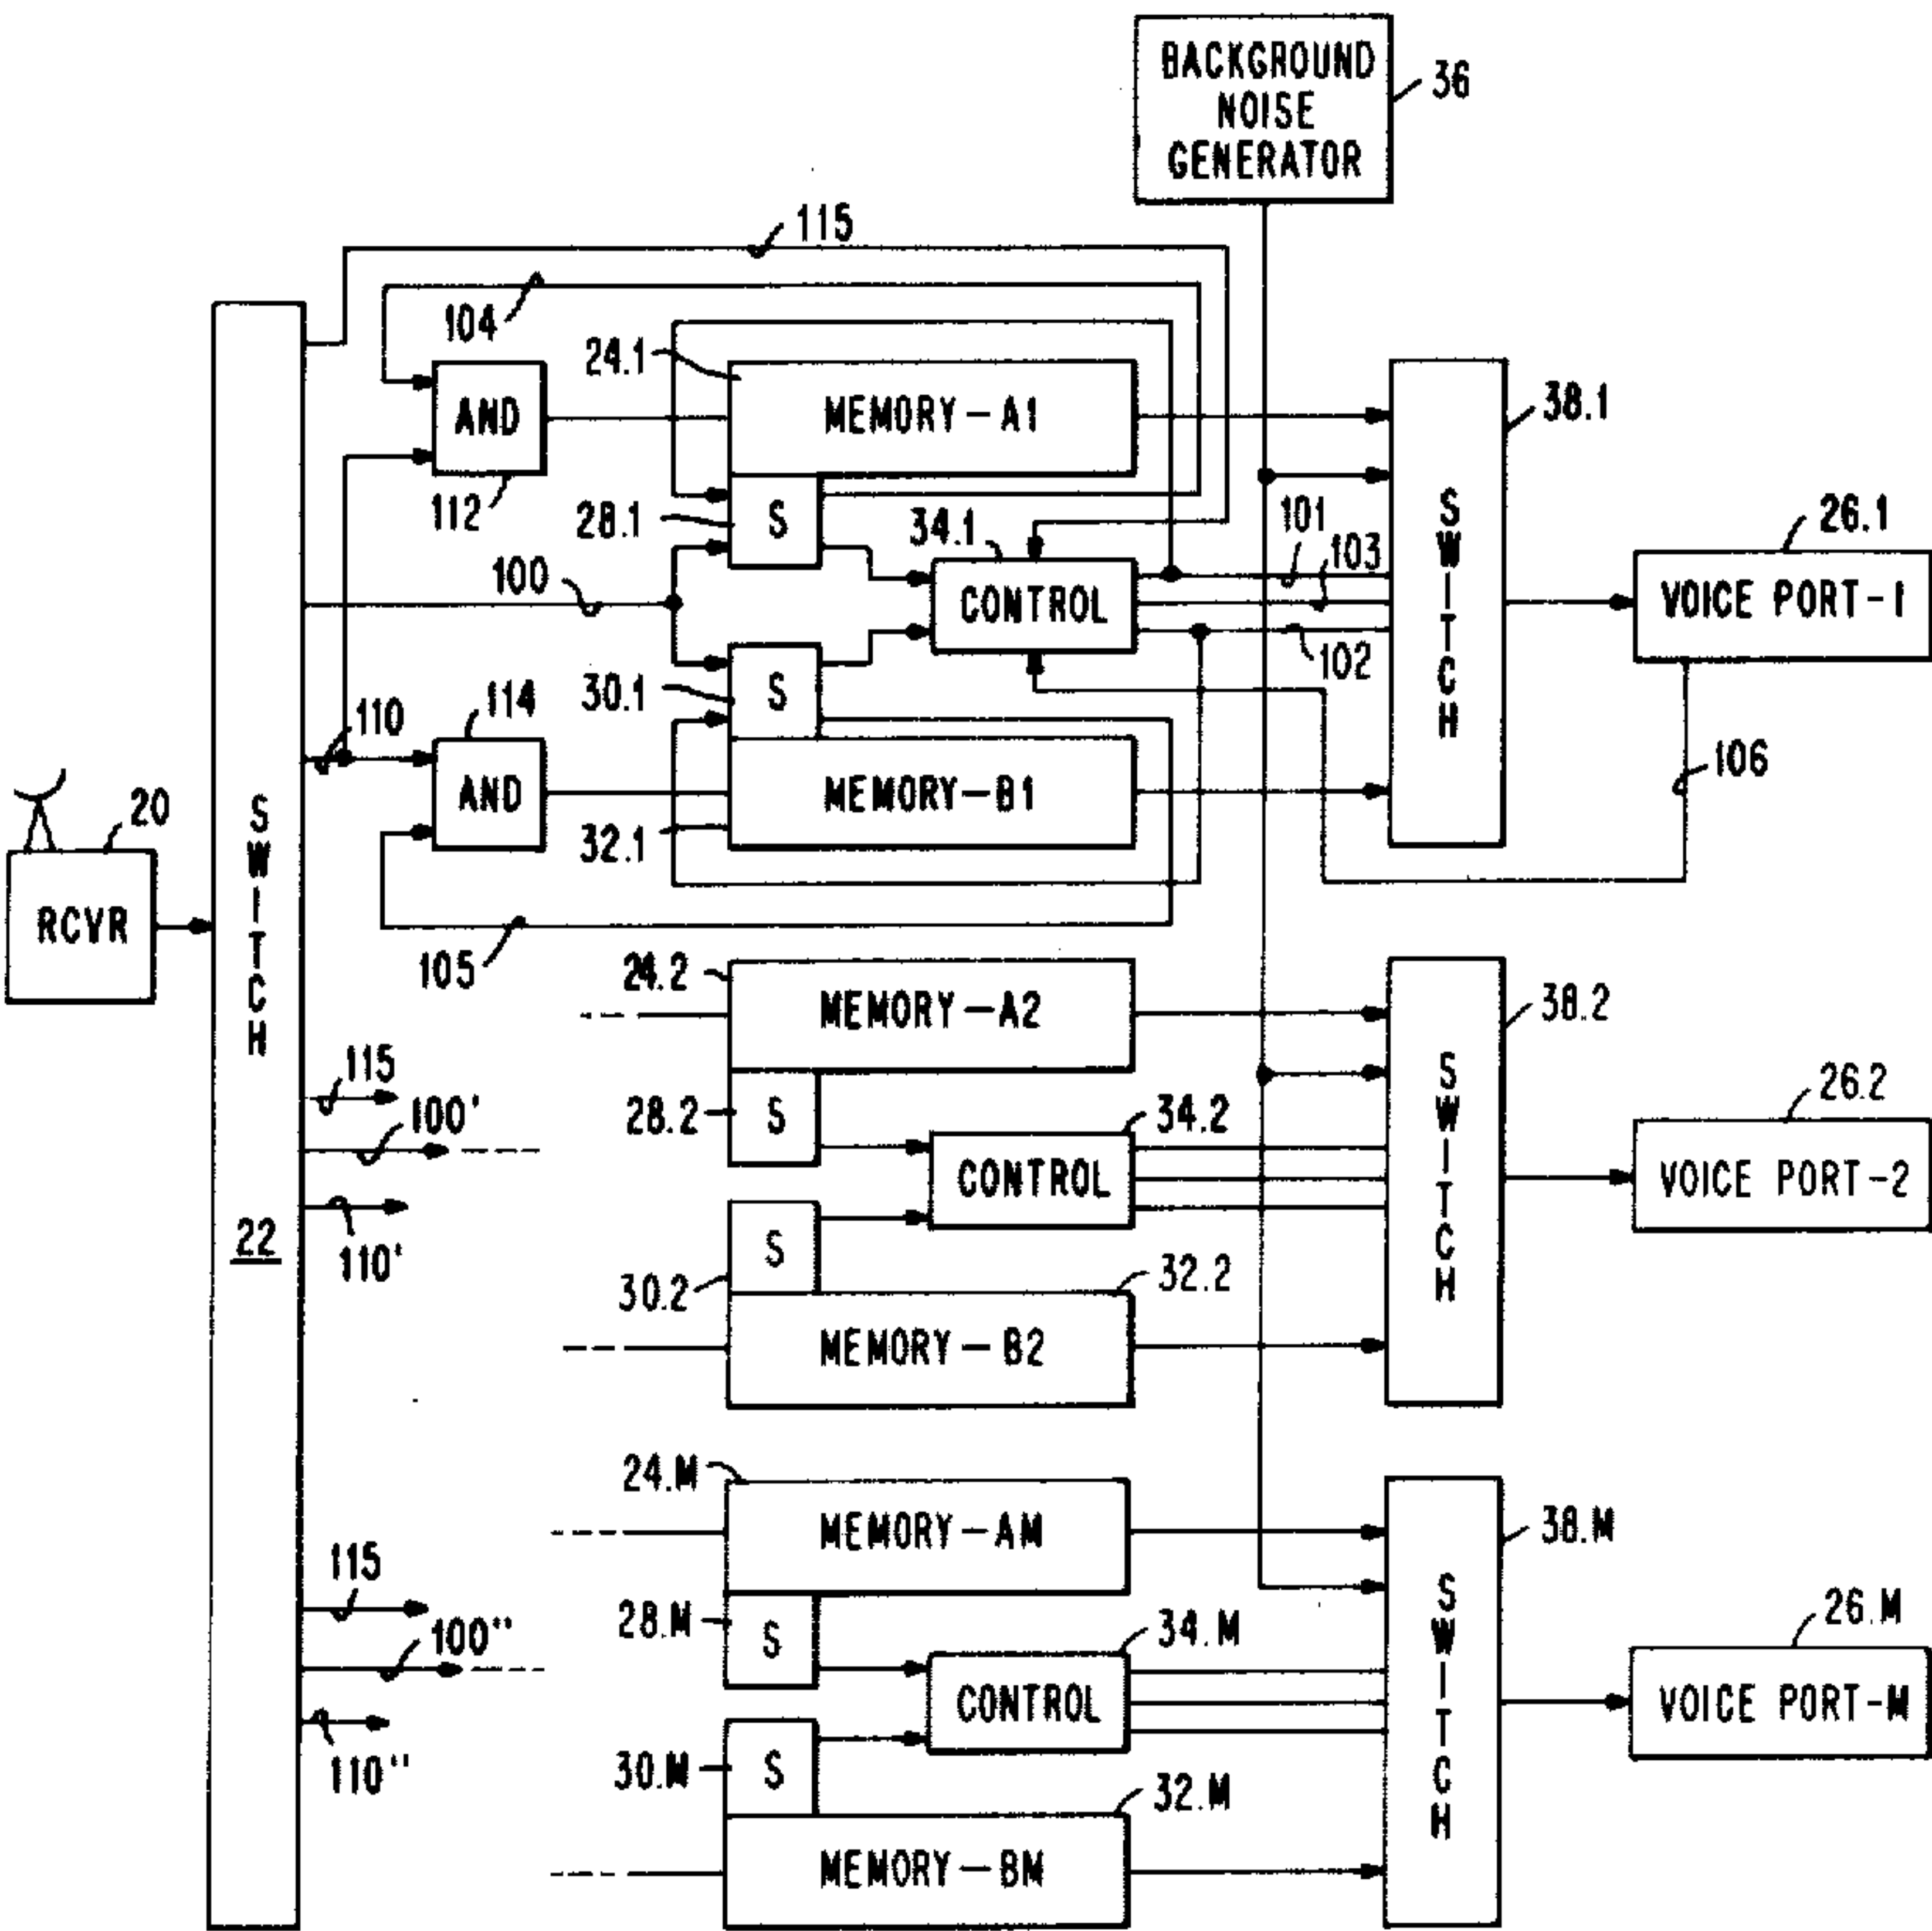 BACKGROUND
NOISE
GENERATOR
36
115
104
24.1
MEMORY-A1
38.1
AND
112
28.1
S
34.1
101
103
26.1
100
CONTROL
VOICE PORT-1
SWITCH
102
30.1
S
110
114
AND
MEMORY-B1
106
32.1
20
RCVR
SWITCH
22
105
24.2
MEMORY-A2
38.2
115
100'
110'
28.2
S
34.2
CONTROL
SWITCH
26.2
VOICE PORT-2
30.2
S
32.2
MEMORY-B2
24.M
MEMORY-AM
38.M
115
100"
110"
28.M
S
34.M
CONTROL
SWITCH
26.M
VOICE PORT-M
30.M
S
32.M
MEMORY-BM